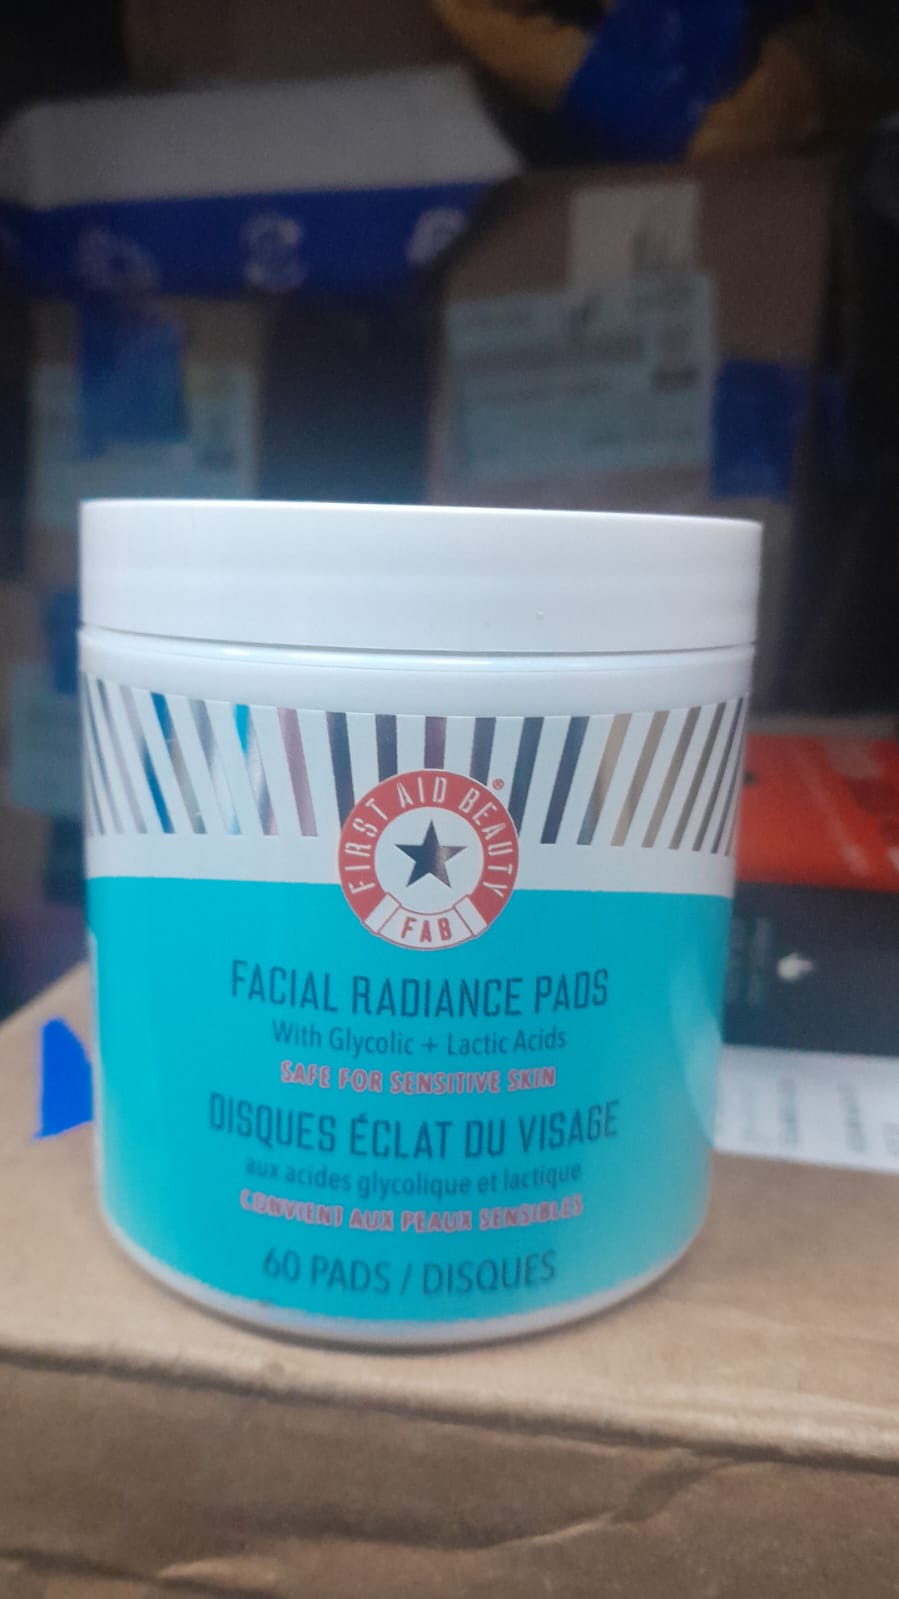 FIRST AID BEAUTY®
FAB
FACIAL RADIANCE PADS
With Glycolic + Lactic Acids
SAFE FOR SENSITIVE SKIN
DISQUES ÉCLAT DU VISAGE
aux acides glycolique et lactique
CONVIENT AUX PEAUX SENSIBLES
60 PADS / DISQUES